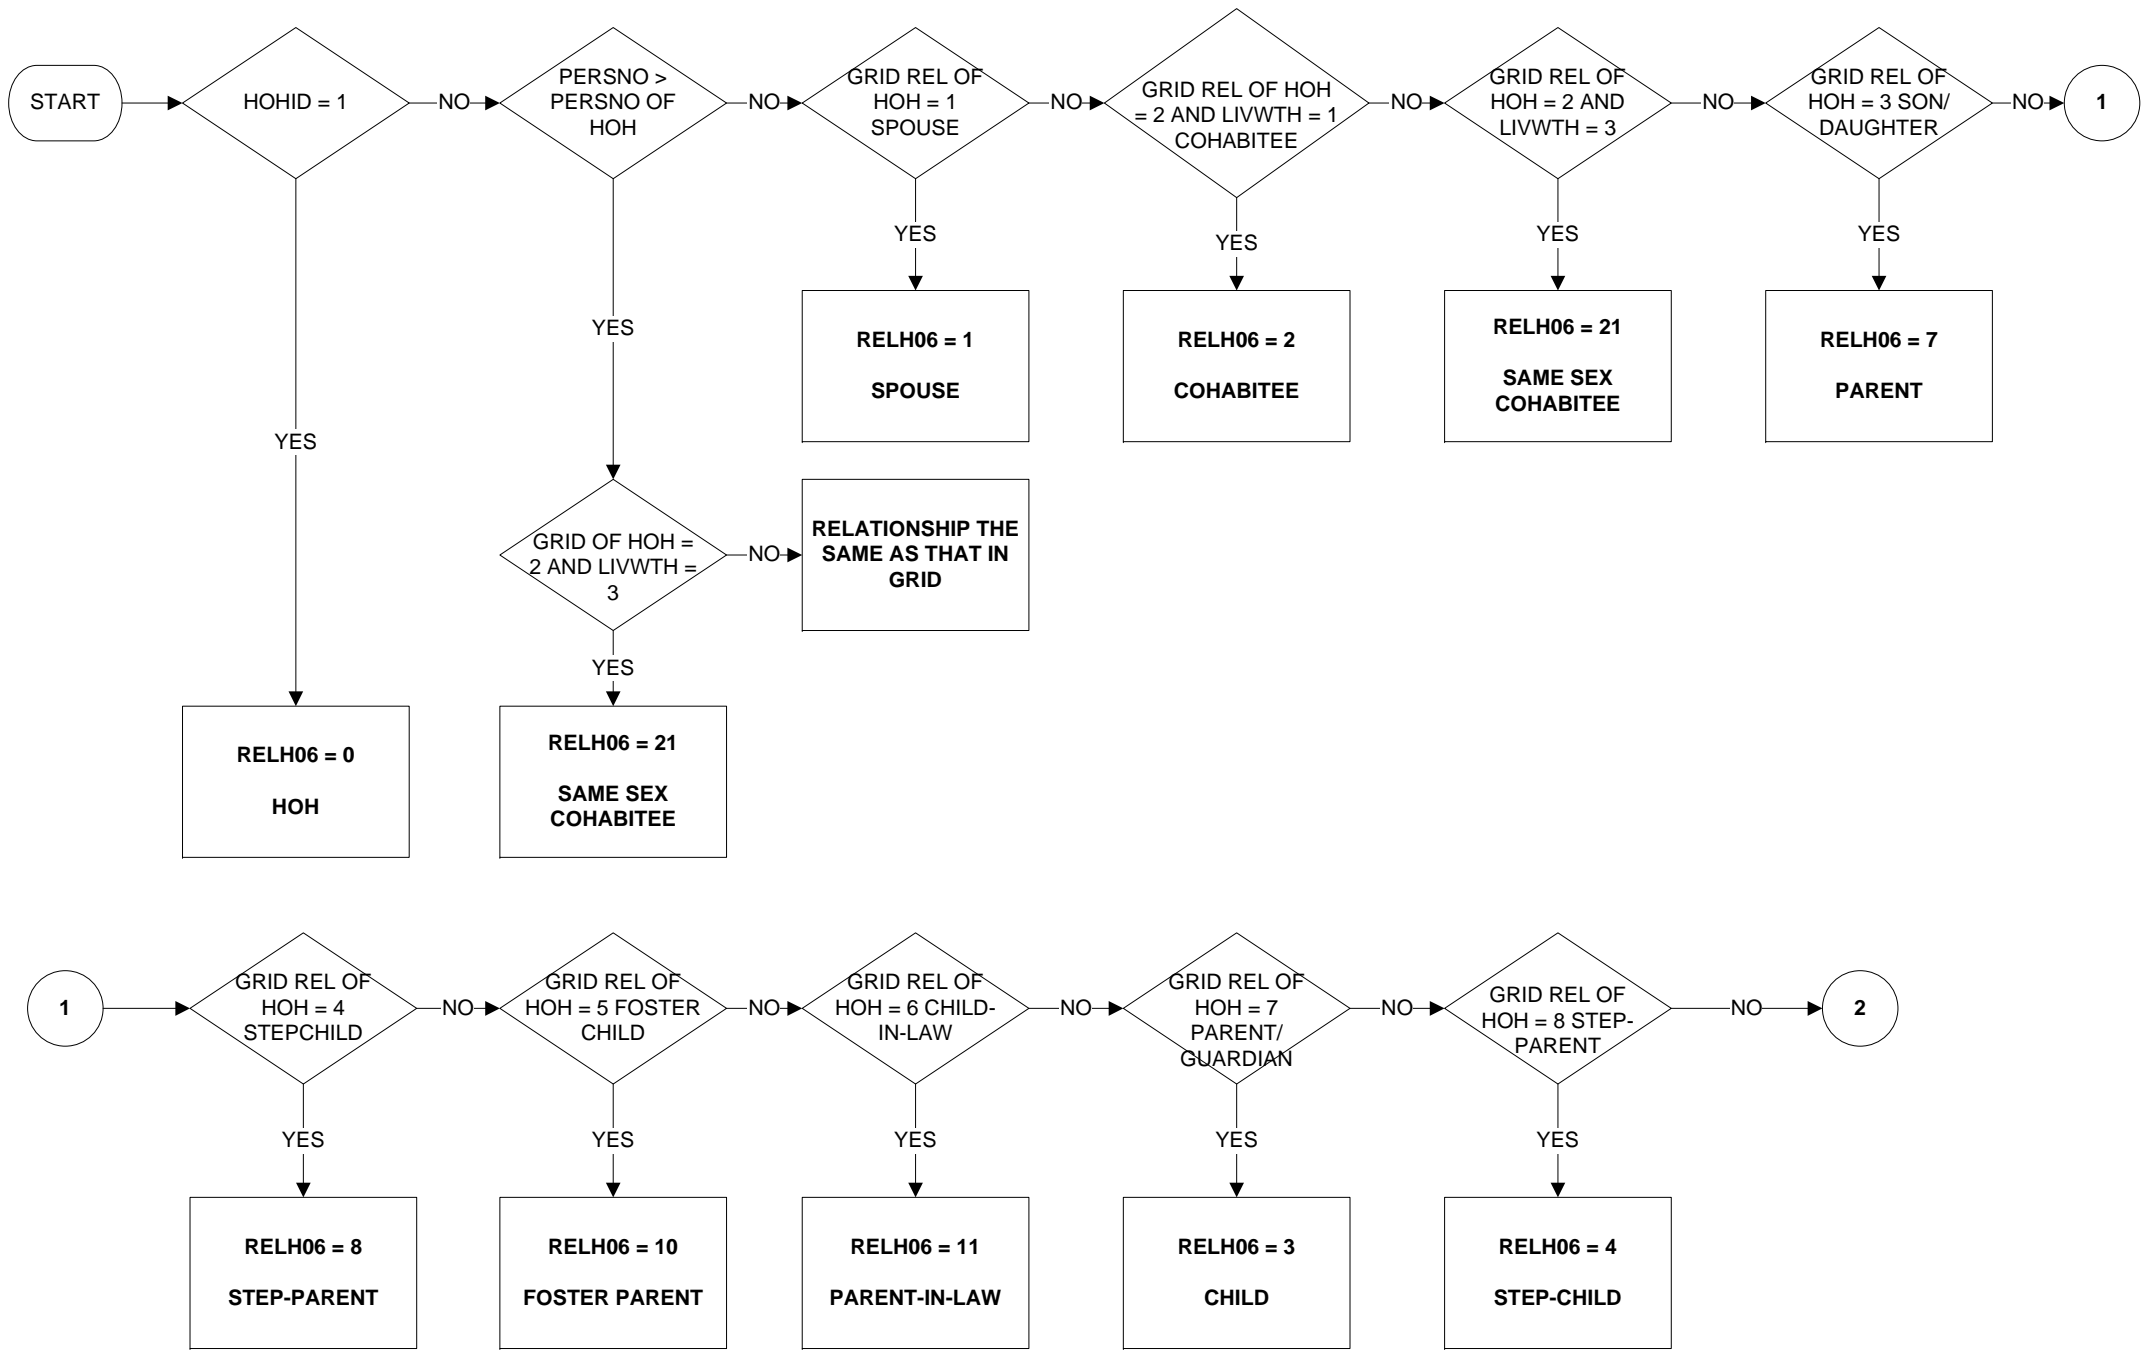 START
HOHID = 1
NO
PERSNO >
PERSNO OF
HOH
NO
GRID REL OF
HOH = 1
SPOUSE
NO
GRID REL OF HOH
= 2 AND LIVWTH = 1
COHABITEE
NO
GRID REL OF
HOH = 2 AND
LIVWTH = 3
NO
GRID REL OF
HOH = 3 SON/
DAUGHTER
NO
1
YES
YES
YES
YES
YES
YES
RELH06 = 1
SPOUSE
RELH06 = 2
COHABITEE
RELH06 = 21
SAME SEX
COHABITEE
RELH06 = 7
PARENT
GRID OF HOH =
2 AND LIVWTH =
3
NO
RELATIONSHIP THE
SAME AS THAT IN
GRID
YES
RELH06 = 0
HOH
RELH06 = 21
SAME SEX
COHABITEE
1
GRID REL OF
HOH = 4
STEPCHILD
NO
GRID REL OF
HOH = 5 FOSTER
CHILD
NO
GRID REL OF
HOH = 6 CHILD-
IN-LAW
NO
GRID REL OF
HOH = 7
PARENT/
GUARDIAN
NO
GRID REL OF
HOH = 8 STEP-
PARENT
NO
2
YES
YES
YES
YES
YES
RELH06 = 8
STEP-PARENT
RELH06 = 10
FOSTER PARENT
RELH06 = 11
PARENT-IN-LAW
RELH06 = 3
CHILD
RELH06 = 4
STEP-CHILD